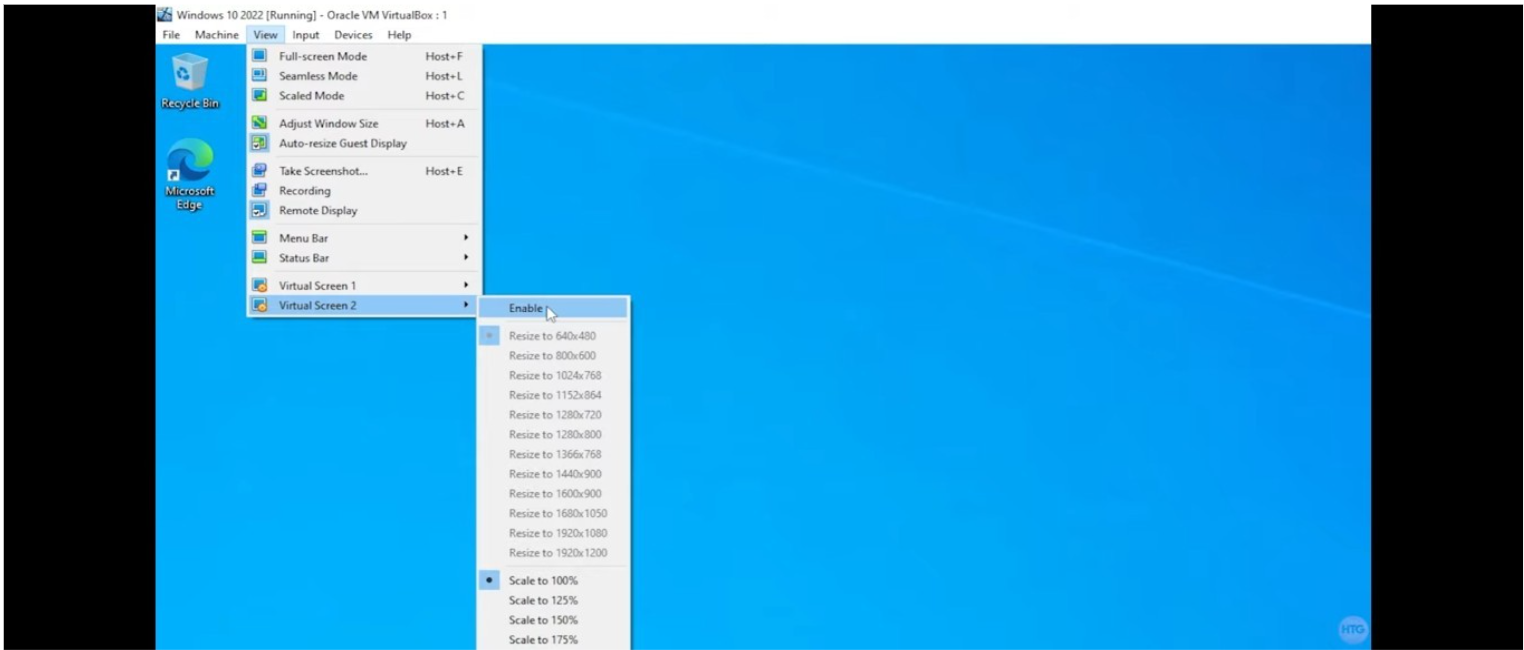 Windows 10 2022 [Running] - Oracle VM VirtualBox : 1
File Machine View Input Devices Help
Recycle Bin
Microsoft
Edge
Full-screen Mode Host+F
Seamless Mode Host+L
Scaled Mode Host+C
Adjust Window Size Host+A
Auto-resize Guest Display
Take Screenshot... Host+E
Recording
Remote Display
Menu Bar
Status Bar
Virtual Screen 1
Virtual Screen 2
Enable
Resize to 640x480
Resize to 800x600
Resize to 1024x768
Resize to 1152x864
Resize to 1280x720
Resize to 1280x800
Resize to 1366x768
Resize to 1440x900
Resize to 1600x900
Resize to 1680x1050
Resize to 1920x1080
Resize to 1920x1200
Scale to 100%
Scale to 125%
Scale to 150%
Scale to 175%
HTG